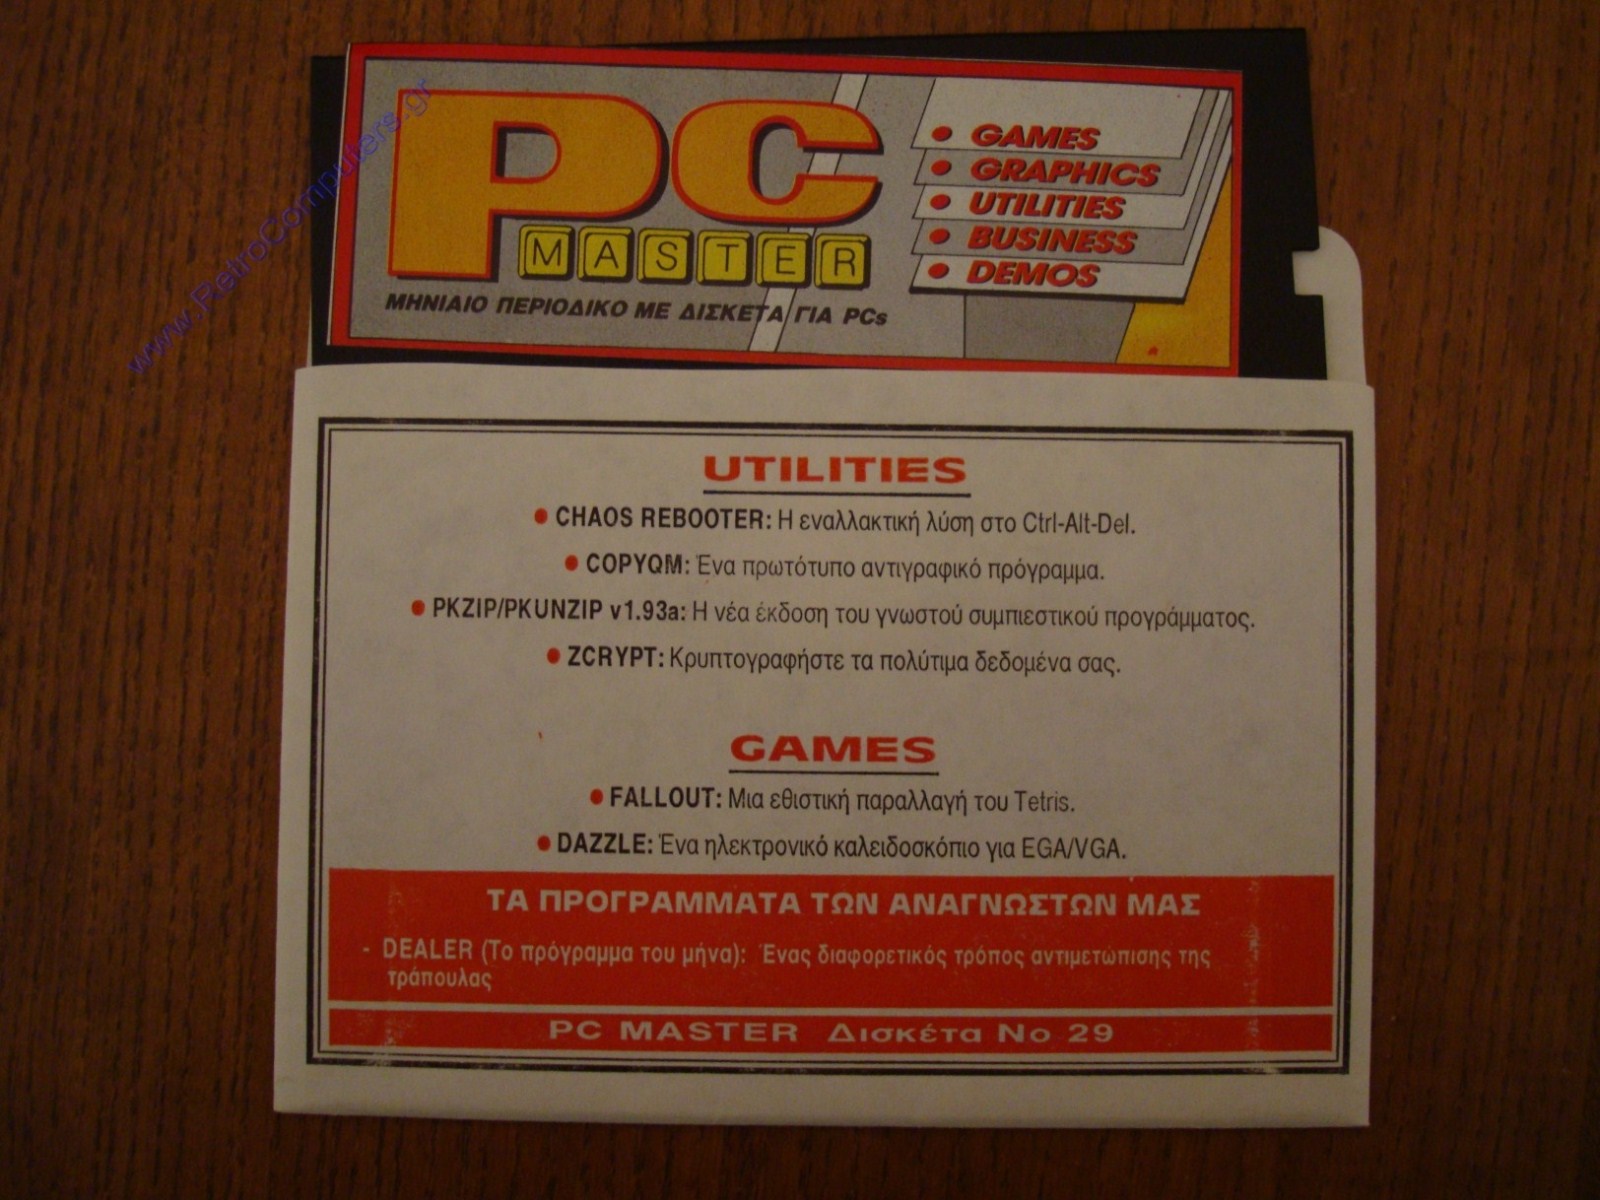 www.RetroComputers.gr
PC
MASTER
ΜΗΝΙΑΙΟ ΠΕΡΙΟΔΙΚΟ ΜΕ ΔΙΣΚΕΤΑ ΓΙΑ PCs
• GAMES
• GRAPHICS
• UTILITIES
• BUSINESS
• DEMOS
UTILITIES
• CHAOS REBOOTER: Η εναλλακτική λύση στο Ctrl-Alt-Del.
• COPYQM: Ένα πρωτότυπο αντιγραφικό πρόγραμμα.
• PKZIP/PKUNZIP v1.93a: Η νέα έκδοση του γνωστού συμπιεστικού προγράμματος.
• ZCRYPT: Κρυπτογραφήστε τα πολύτιμα δεδομένα σας.
GAMES
• FALLOUT: Μια εθιστική παραλλαγή του Tetris.
• DAZZLE: Ένα ηλεκτρονικό καλειδοσκόπιο για EGA/VGA.
ΤΑ ΠΡΟΓΡΑΜΜΑΤΑ ΤΩΝ ΑΝΑΓΝΩΣΤΩΝ ΜΑΣ
- DEALER (Το πρόγραμμα του μήνα): Ένας διαφορετικός τρόπος αντιμετώπισης της
τράπουλας
PC MASTER Δισκέτα Νο 29